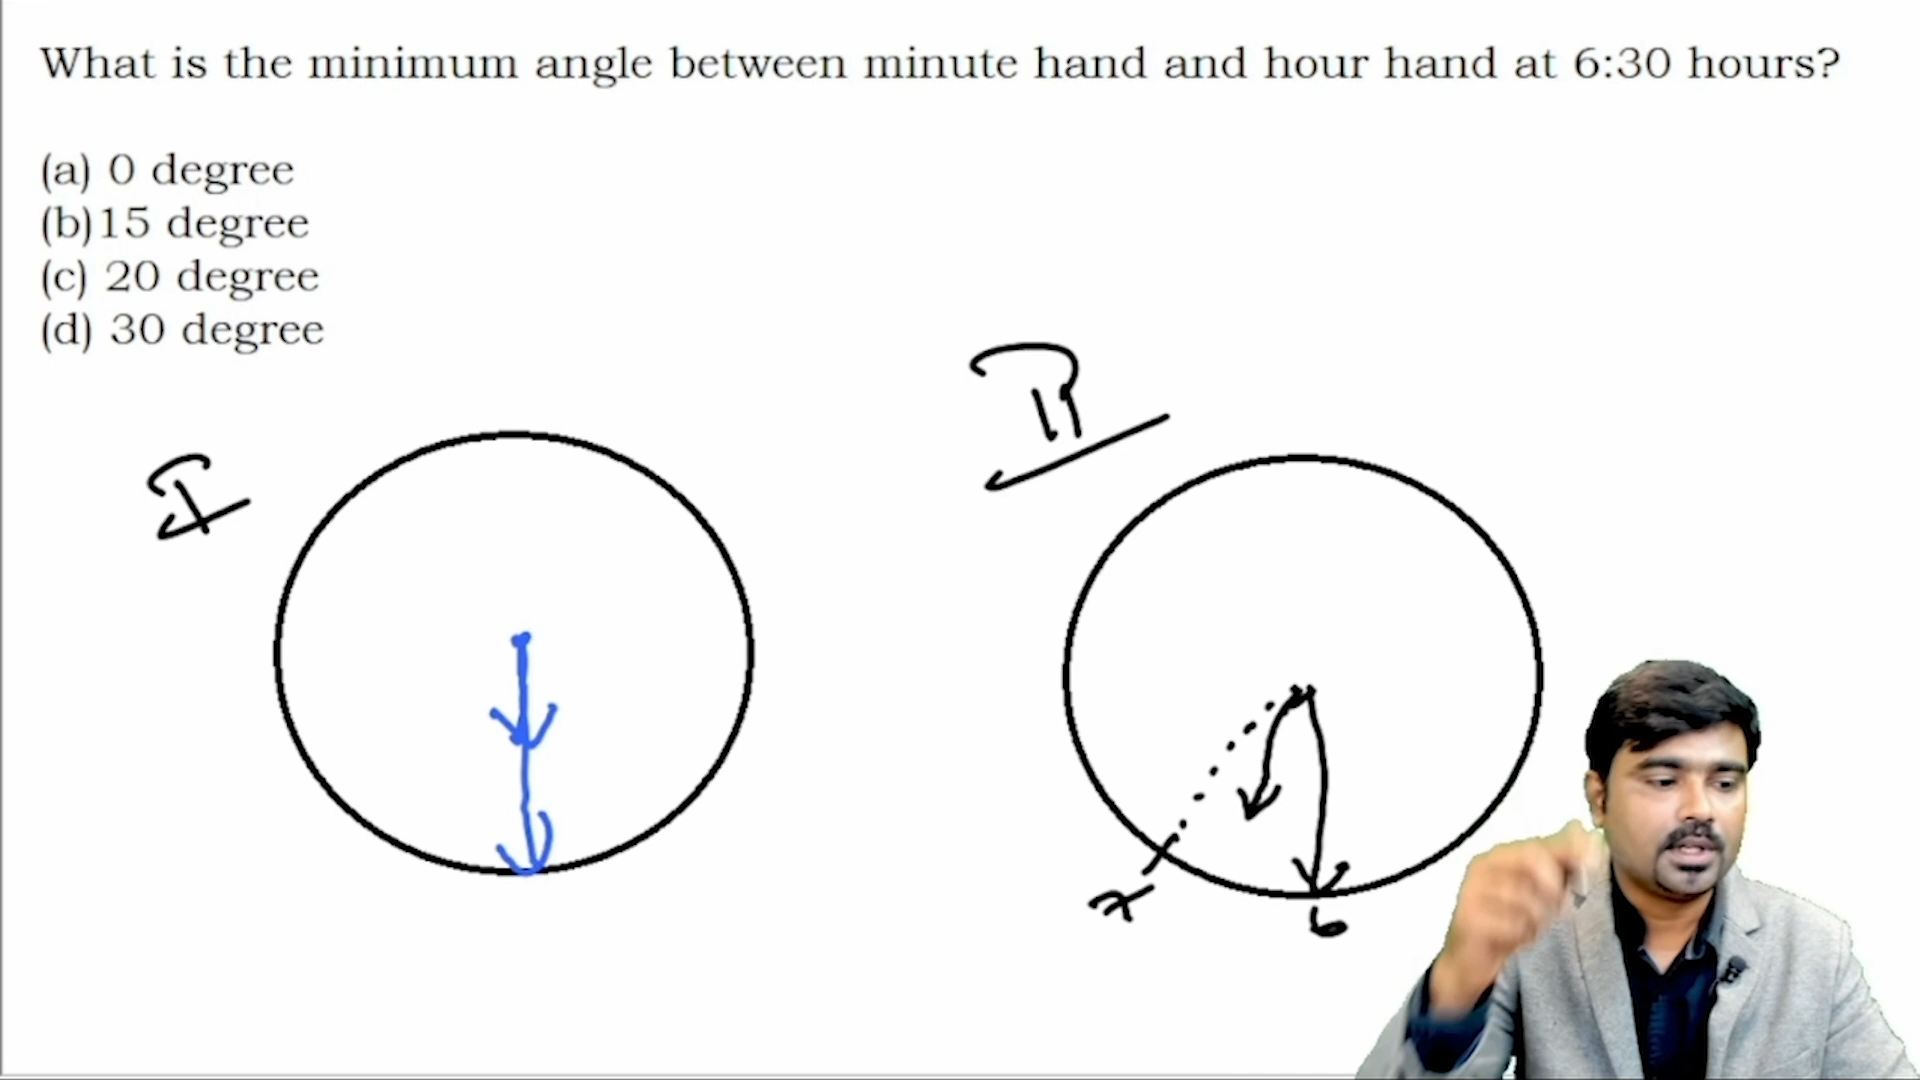 What is the minimum angle between minute hand and hour hand at 6:30 hours?
(a) 0 degree
(b)15 degree
(c) 20 degree
(d) 30 degree
I
II
7
6